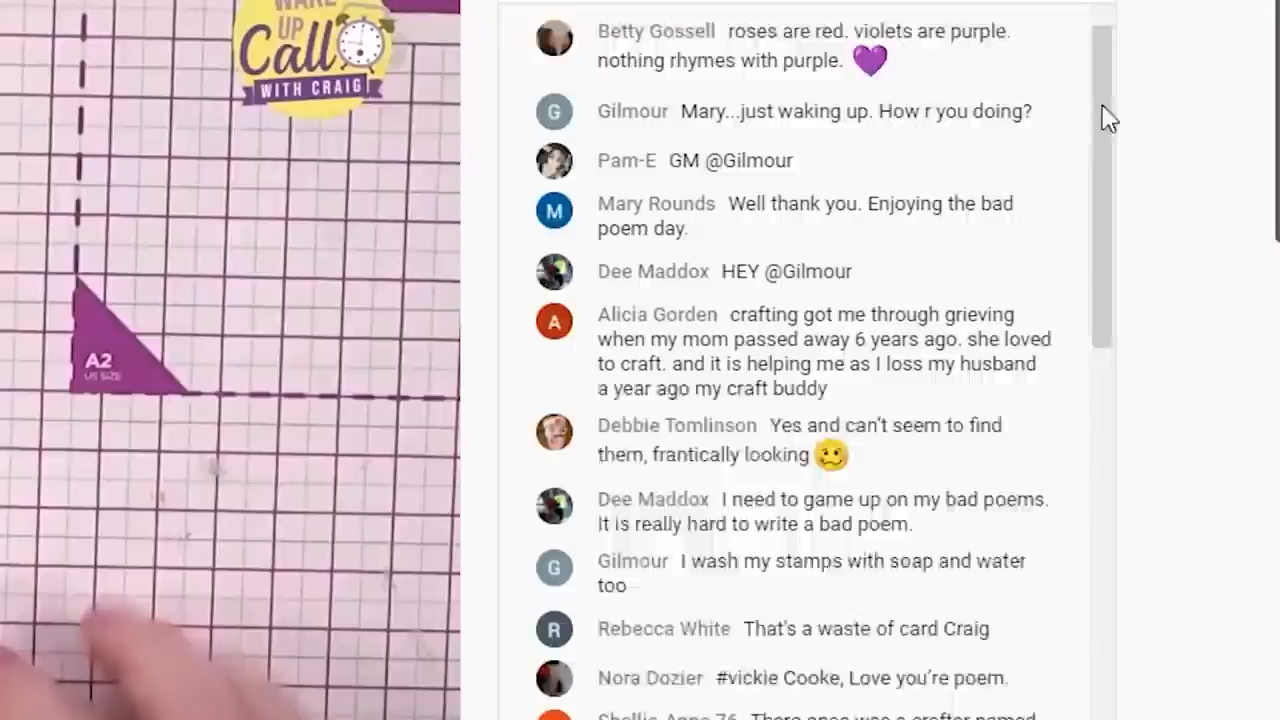 WAKE
UP
Call
WITH CRAIG
A2
US SIZE
Betty Gossell roses are red. violets are purple.
nothing rhymes with purple. 💜
Gilmour Mary...just waking up. How r you doing?
Pam-E GM @Gilmour
Mary Rounds Well thank you. Enjoying the bad
poem day.
Dee Maddox HEY @Gilmour
Alicia Gorden crafting got me through grieving
when my mom passed away 6 years ago. she loved
to craft. and it is helping me as I loss my husband
a year ago my craft buddy
Debbie Tomlinson Yes and can't seem to find
them, frantically looking 🥴
Dee Maddox I need to game up on my bad poems.
It is really hard to write a bad poem.
Gilmour I wash my stamps with soap and water
too
Rebecca White That's a waste of card Craig
Nora Dozier #vickie Cooke, Love you're poem.